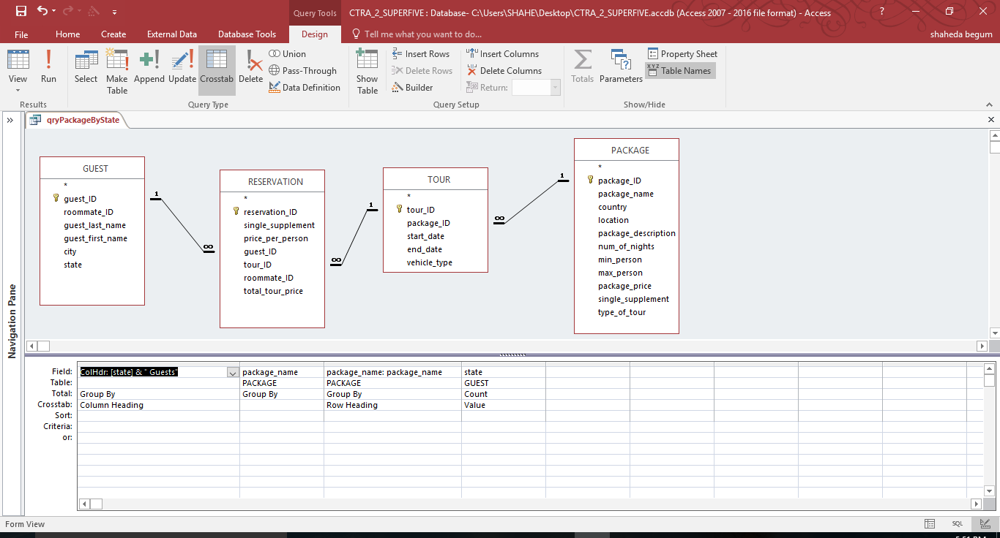 Query Tools
CTRA_2_SUPERFIVE : Database- C:\Users\SHAHE\Desktop\CTRA_2_SUPERFIVE.accdb (Access 2007 - 2016 file format) - Access
?
File Home Create External Data Database Tools Design Tell me what you want to do... shaheda begum
View
Run
Results
Select
Make Table
Append
Update
Crosstab
Delete
Union
Pass-Through
Data Definition
Query Type
Show Table
Insert Rows
Delete Rows
Builder
Insert Columns
Delete Columns
Return:
Query Setup
Totals
Parameters
Property Sheet
XYZ Table Names
Show/Hide
»
qryPackageByState
Navigation Pane
GUEST
*
guest_ID
roommate_ID
guest_last_name
guest_first_name
city
state
1
∞
RESERVATION
*
reservation_ID
single_supplement
price_per_person
guest_ID
tour_ID
roommate_ID
total_tour_price
∞
1
TOUR
*
tour_ID
package_ID
start_date
end_date
vehicle_type
∞
1
PACKAGE
*
package_ID
package_name
country
location
package_description
num_of_nights
min_person
max_person
package_price
single_supplement
type_of_tour
Field: ColHdr: [state] & " Guests" package_name package_name: package_name state
Table: PACKAGE PACKAGE GUEST
Total: Group By Group By Group By Count
Crosstab: Column Heading Row Heading Value
Sort:
Criteria:
or:
Form View
SQL
5:51 PM